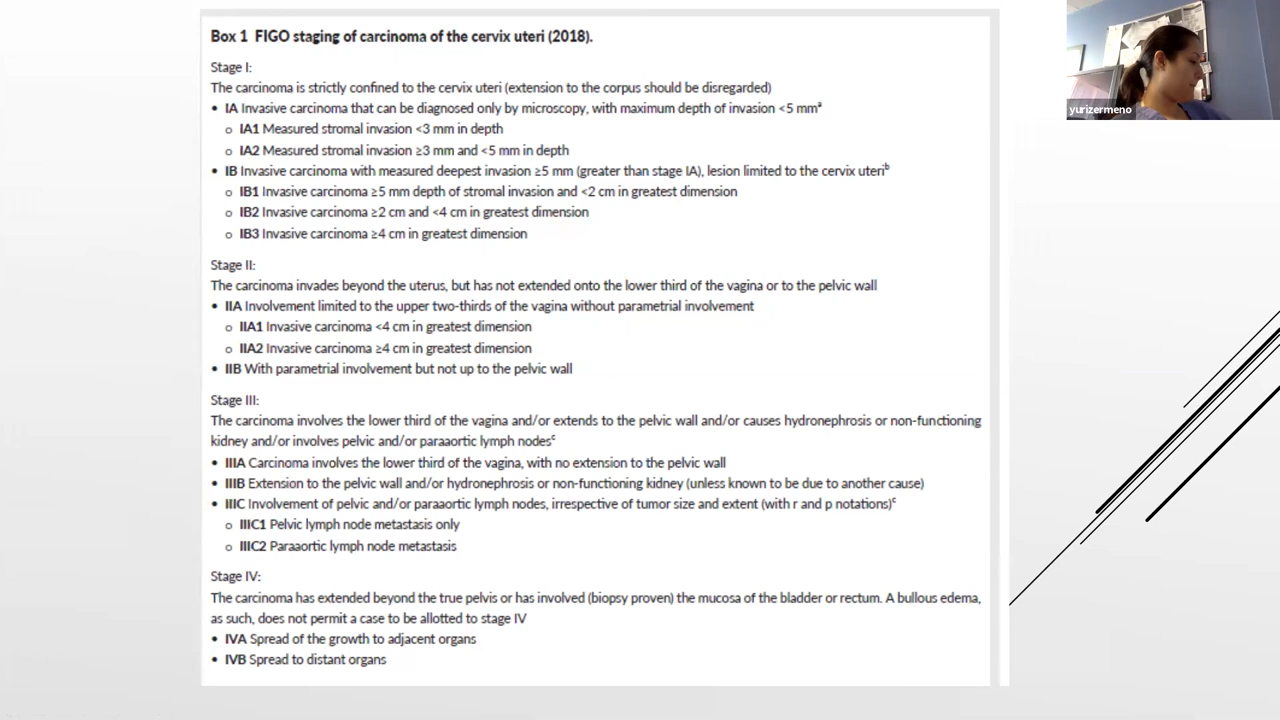 Box 1 FIGO staging of carcinoma of the cervix uteri (2018).
Stage I:
The carcinoma is strictly confined to the cervix uteri (extension to the corpus should be disregarded)
• IA Invasive carcinoma that can be diagnosed only by microscopy, with maximum depth of invasion <5 mmᵃ
o IA1 Measured stromal invasion <3 mm in depth
o IA2 Measured stromal invasion ≥3 mm and <5 mm in depth
• IB Invasive carcinoma with measured deepest invasion ≥5 mm (greater than stage IA), lesion limited to the cervix uteriᵇ
o IB1 Invasive carcinoma ≥5 mm depth of stromal invasion and <2 cm in greatest dimension
o IB2 Invasive carcinoma ≥2 cm and <4 cm in greatest dimension
o IB3 Invasive carcinoma ≥4 cm in greatest dimension
Stage II:
The carcinoma invades beyond the uterus, but has not extended onto the lower third of the vagina or to the pelvic wall
• IIA Involvement limited to the upper two-thirds of the vagina without parametrial involvement
o IIA1 Invasive carcinoma <4 cm in greatest dimension
o IIA2 Invasive carcinoma ≥4 cm in greatest dimension
• IIB With parametrial involvement but not up to the pelvic wall
Stage III:
The carcinoma involves the lower third of the vagina and/or extends to the pelvic wall and/or causes hydronephrosis or non-functioning
kidney and/or involves pelvic and/or paraaortic lymph nodesᶜ
• IIIA Carcinoma involves the lower third of the vagina, with no extension to the pelvic wall
• IIIB Extension to the pelvic wall and/or hydronephrosis or non-functioning kidney (unless known to be due to another cause)
• IIIC Involvement of pelvic and/or paraaortic lymph nodes, irrespective of tumor size and extent (with r and p notations)ᶜ
o IIIC1 Pelvic lymph node metastasis only
o IIIC2 Paraaortic lymph node metastasis
Stage IV:
The carcinoma has extended beyond the true pelvis or has involved (biopsy proven) the mucosa of the bladder or rectum. A bullous edema,
as such, does not permit a case to be allotted to stage IV
• IVA Spread of the growth to adjacent organs
• IVB Spread to distant organs
yurizermeno